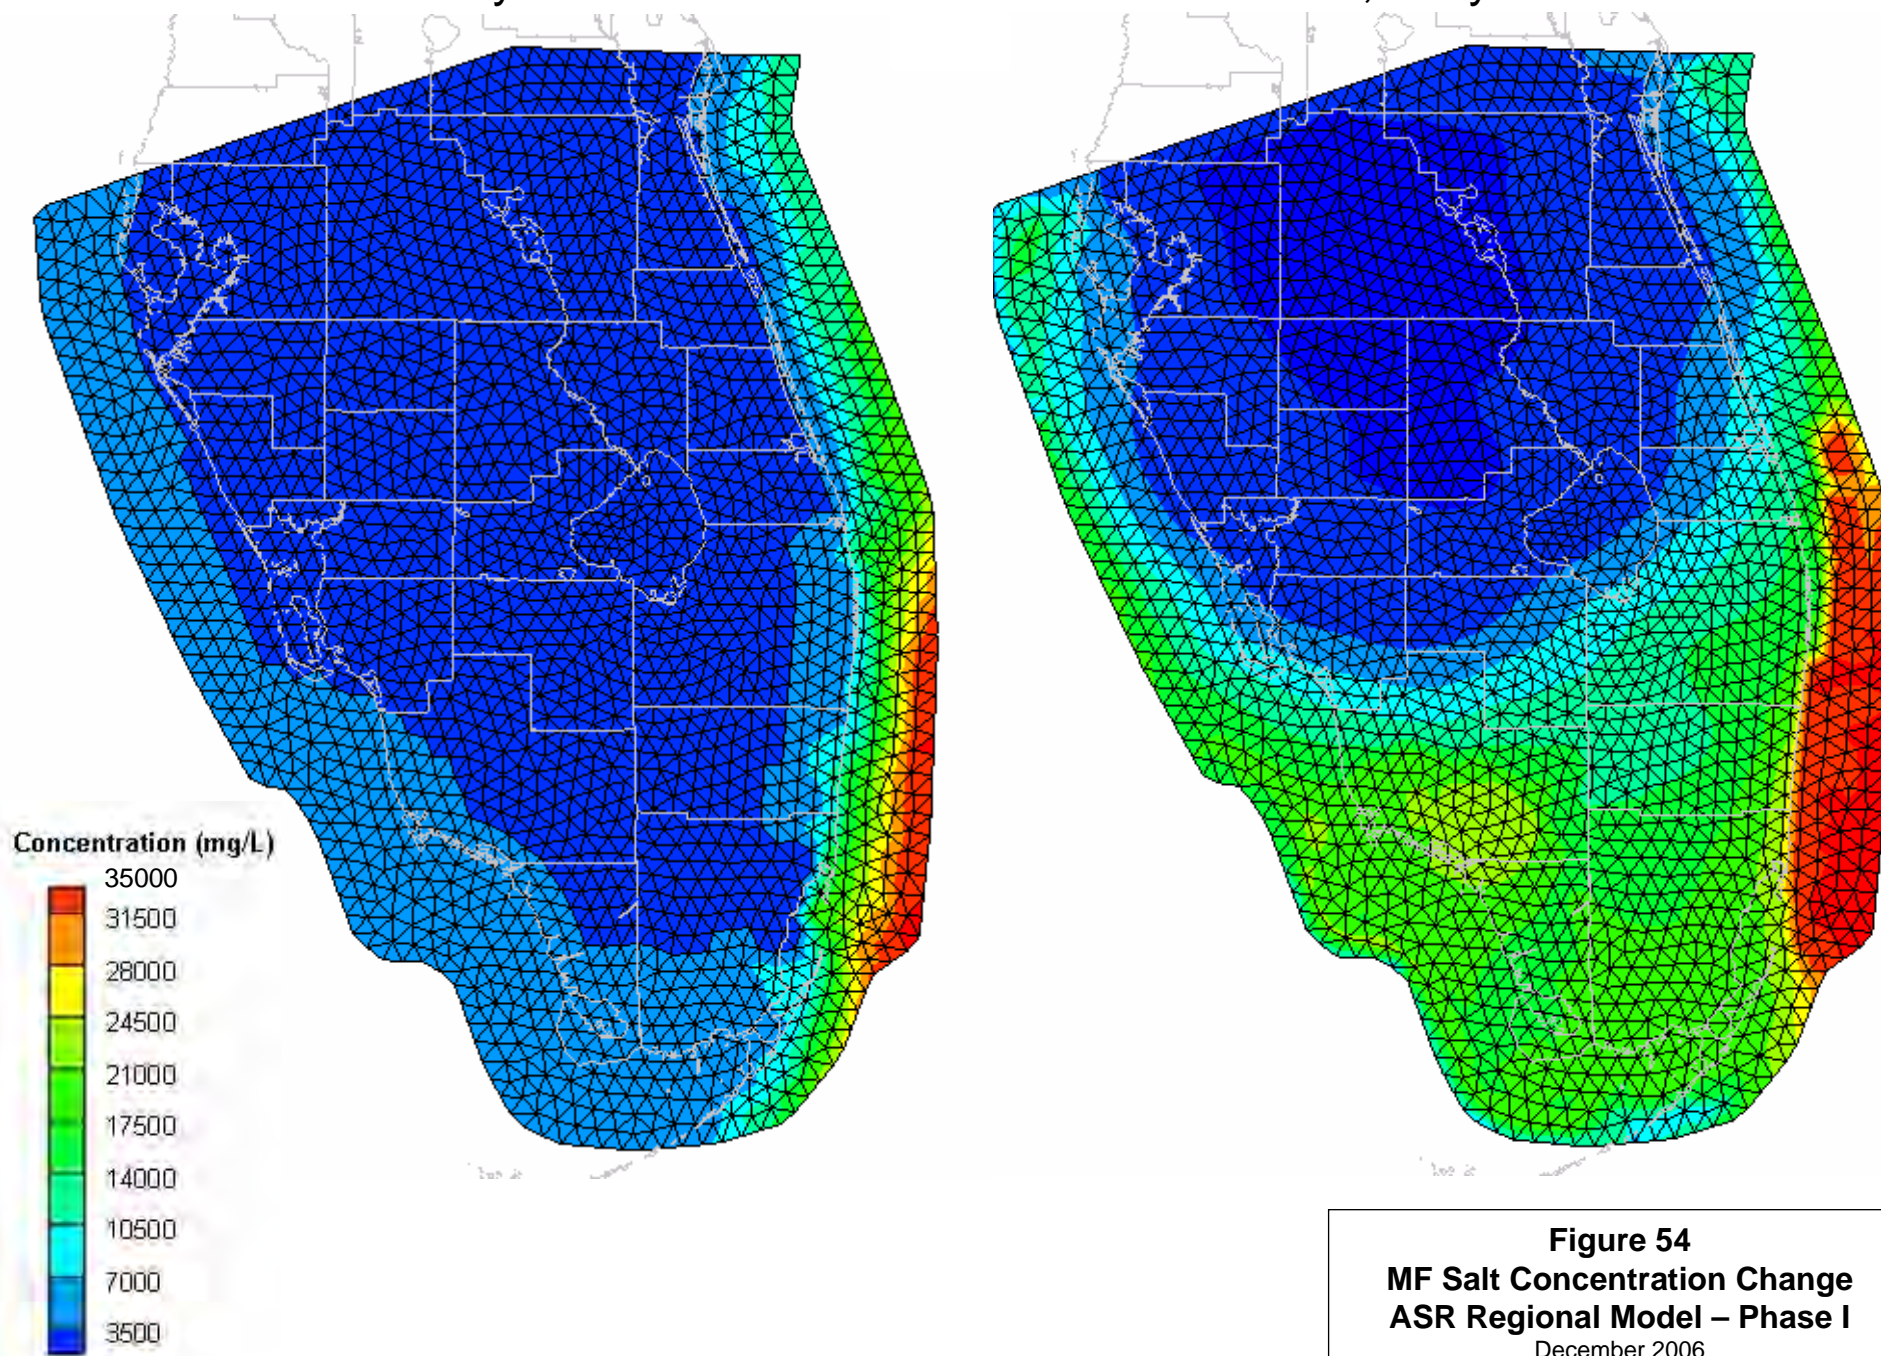 Concentration (mg/L)
35000
31500
28000
24500
21000
17500
14000
10500
7000
3500
Figure 54
MF Salt Concentration Change
ASR Regional Model – Phase I
December 2006